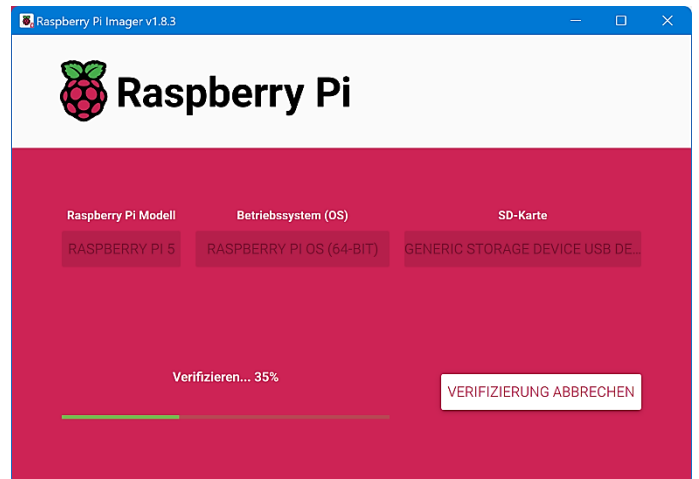 Raspberry Pi Imager v1.8.3
Raspberry Pi
Raspberry Pi Modell
Betriebssystem (OS)
SD-Karte
RASPBERRY PI 5
RASPBERRY PI OS (64-BIT)
GENERIC STORAGE DEVICE USB DE...
Verifizieren... 35%
VERIFIZIERUNG ABBRECHEN